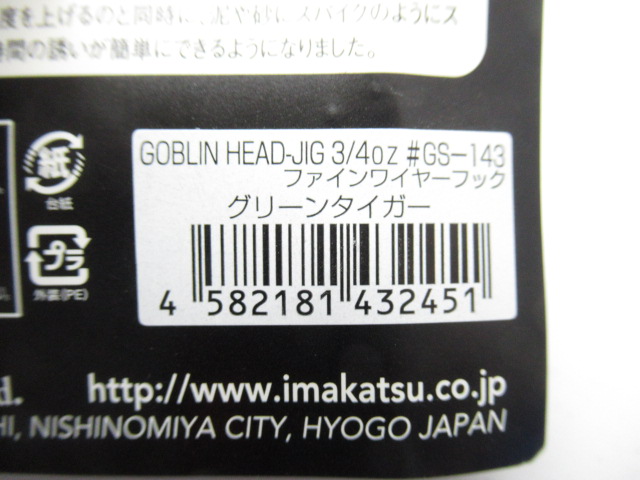 度を上げるのと同時に、泥や砂にスパイクのようにス
時間の誘いが簡単にできるようになりました。
紙
台紙
プラ
外装(PE)
GOBLIN HEAD-JIG 3/4oz #GS-143
ファインワイヤーフック
グリーンタイガー
4 582181 432451
http://www.imakatsu.co.jp
NISHINOMIYA CITY, HYOGO JAPAN